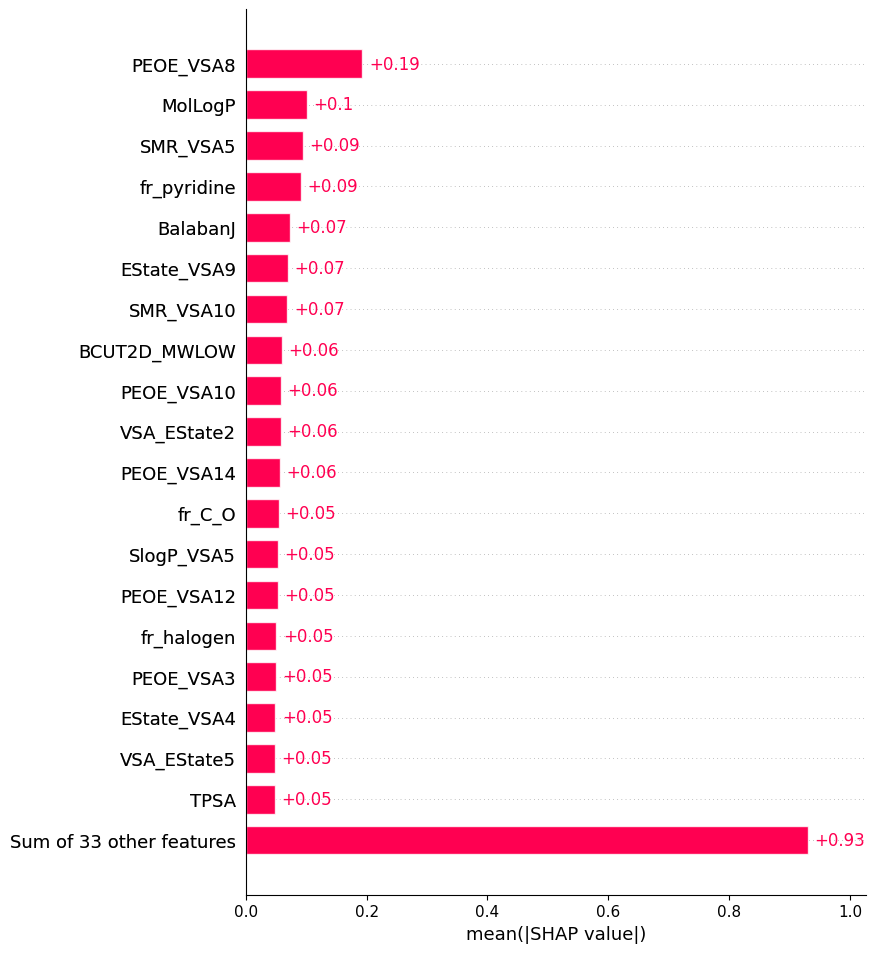 PEOE_VSA8 +0.19
MolLogP +0.1
SMR_VSA5 +0.09
fr_pyridine +0.09
BalabanJ +0.07
EState_VSA9 +0.07
SMR_VSA10 +0.07
BCUT2D_MWLOW +0.06
PEOE_VSA10 +0.06
VSA_EState2 +0.06
PEOE_VSA14 +0.06
fr_C_O +0.05
SlogP_VSA5 +0.05
PEOE_VSA12 +0.05
fr_halogen +0.05
PEOE_VSA3 +0.05
EState_VSA4 +0.05
VSA_EState5 +0.05
TPSA +0.05
Sum of 33 other features +0.93
0.0 0.2 0.4 0.6 0.8 1.0
mean(|SHAP value|)